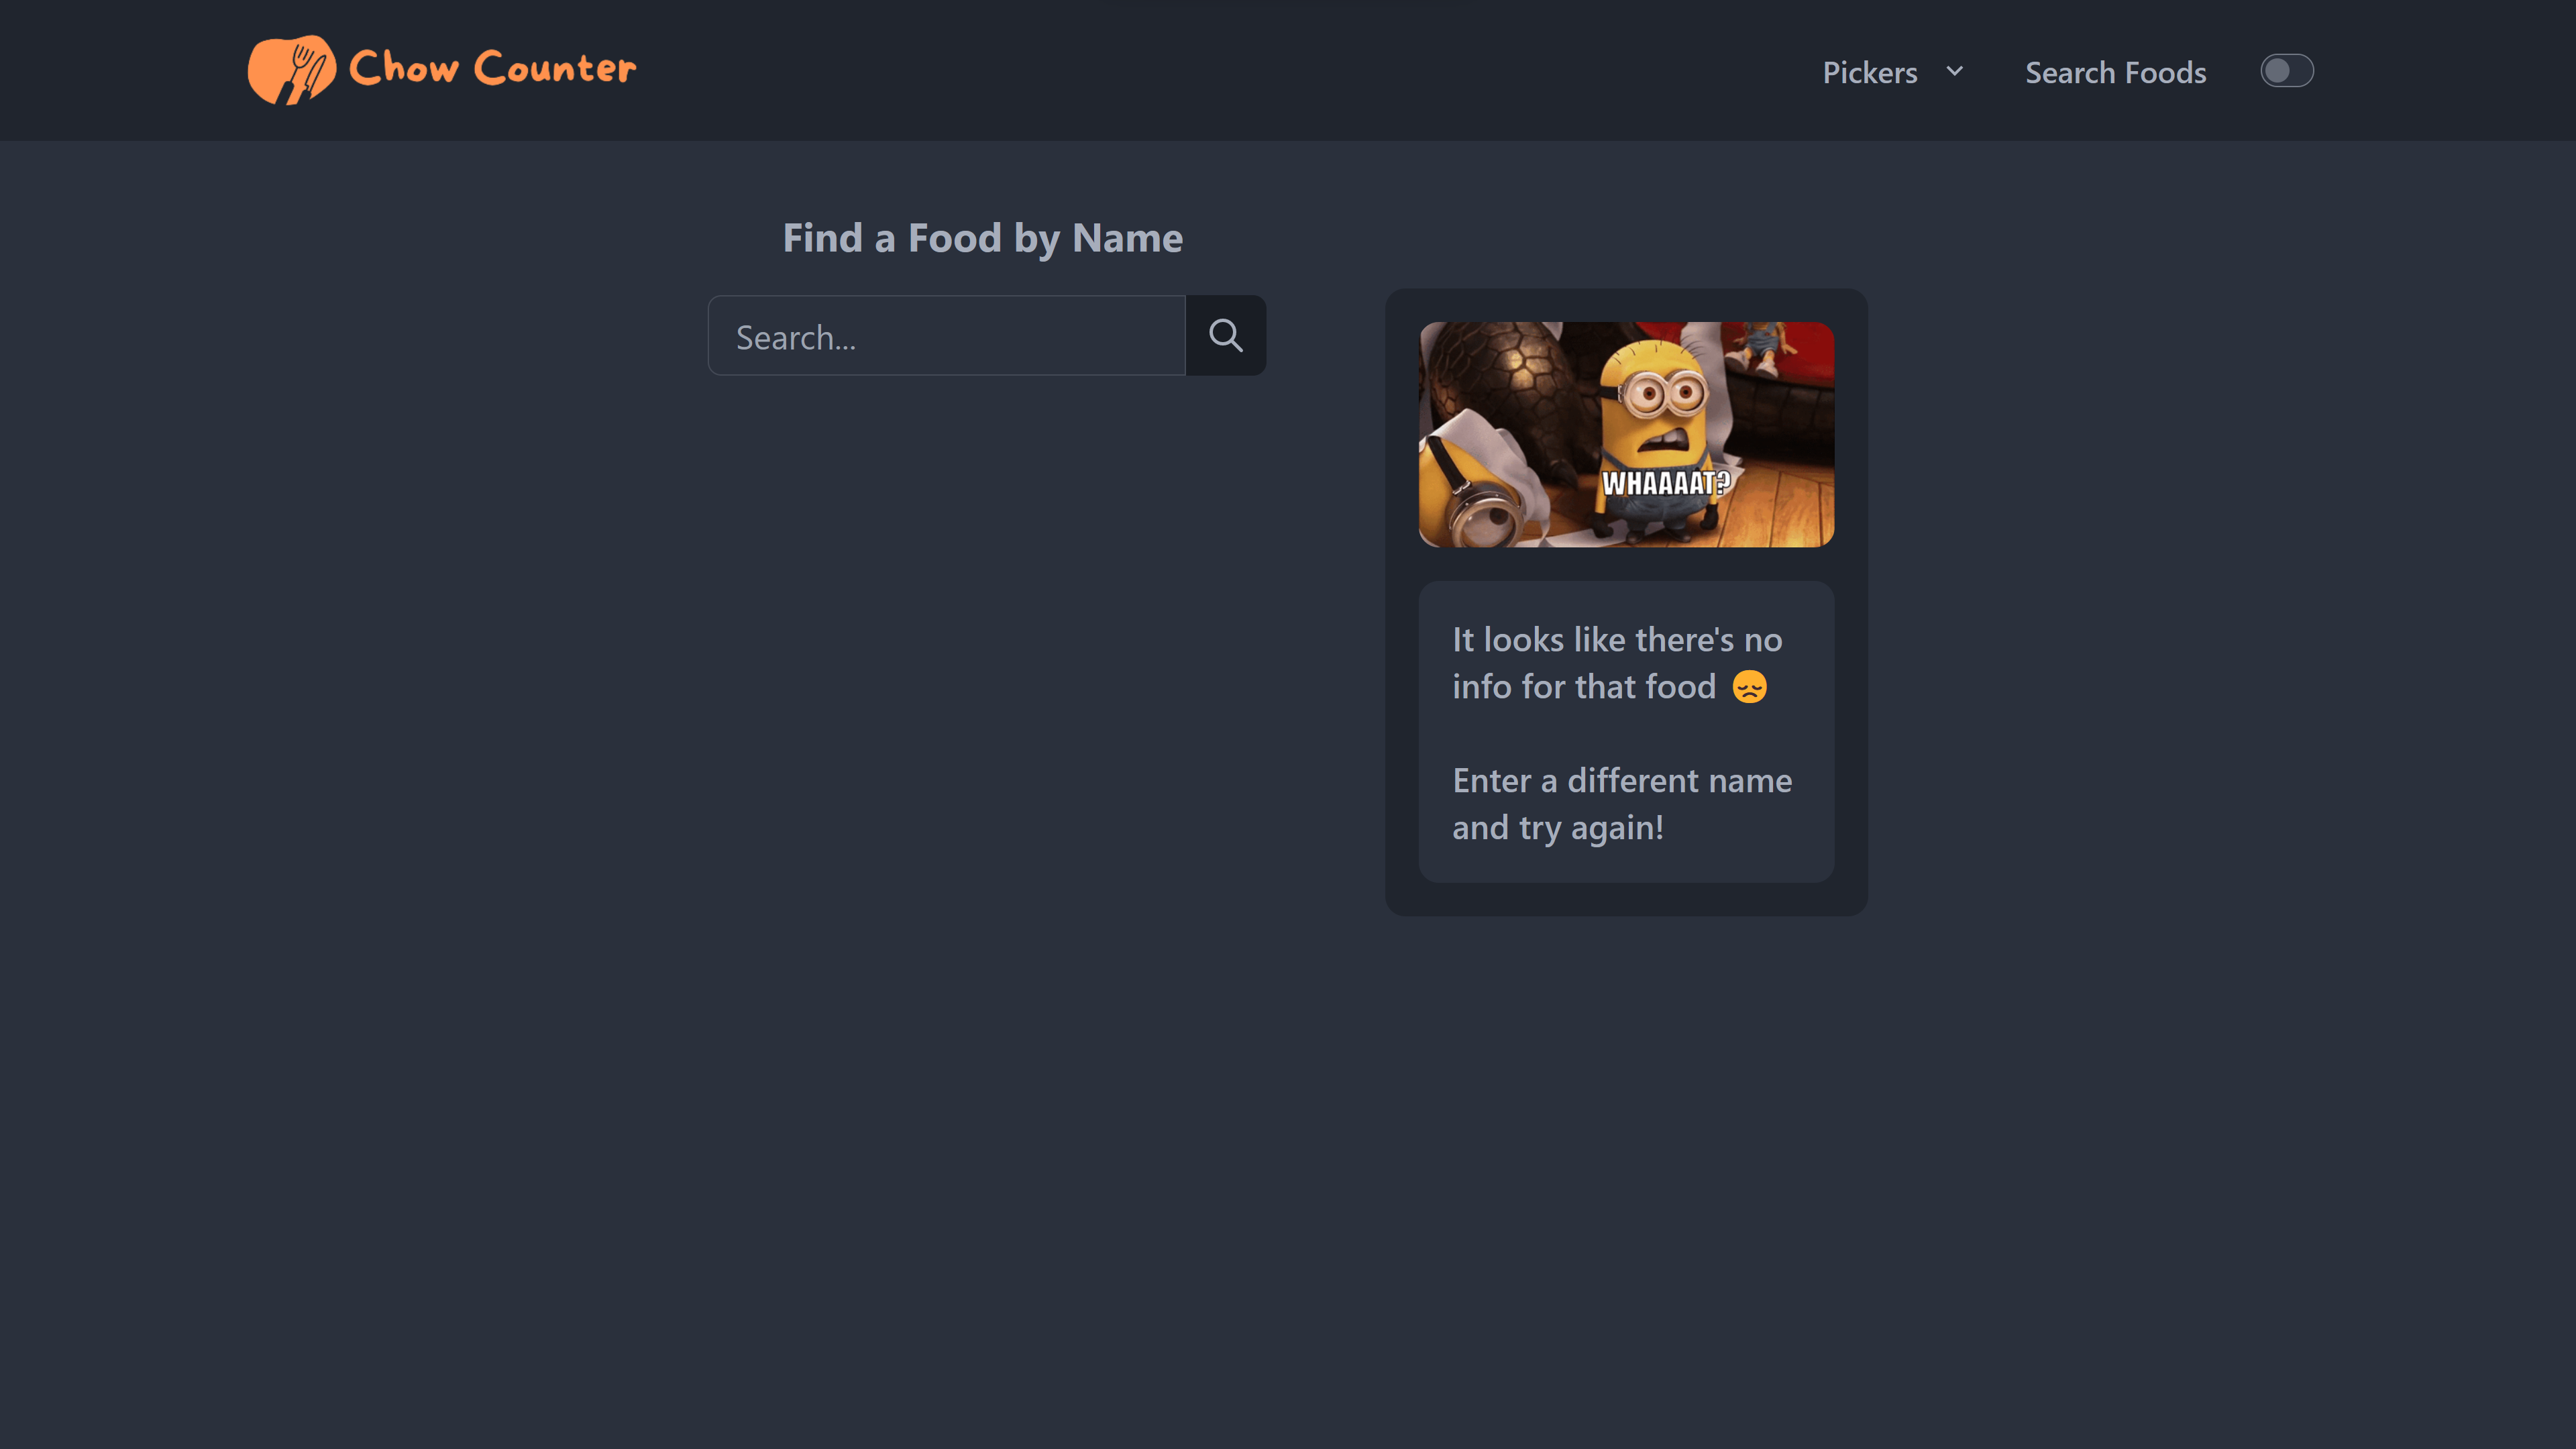 Chow Counter
Pickers
Search Foods
Find a Food by Name
Search...
WHAAAAT?
It looks like there's no
info for that food 😞
Enter a different name
and try again!